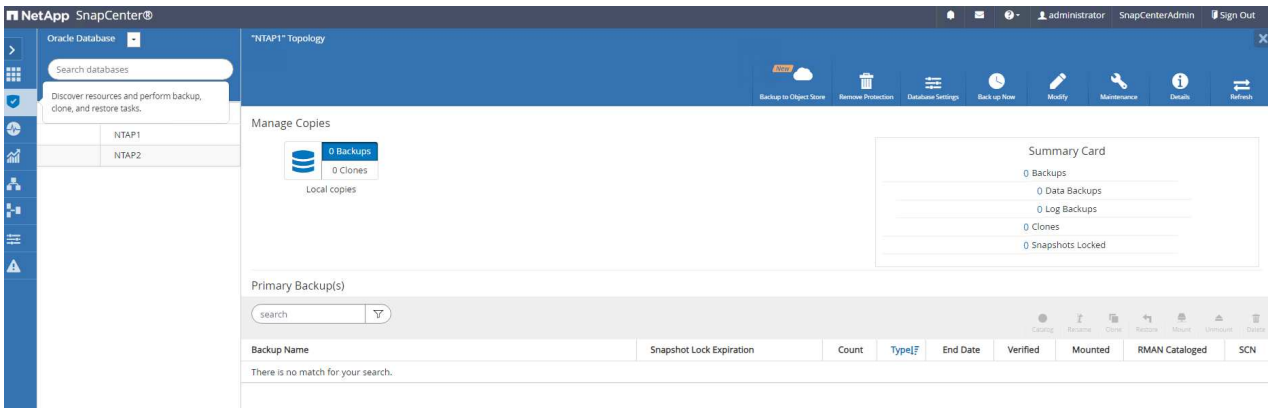 NetApp SnapCenter®
administrator SnapCenterAdmin Sign Out
Oracle Database
"NTAP1" Topology
Search databases
Discover resources and perform backup,
clone, and restore tasks.
NTAP1
NTAP2
New
Backup to Object Store Remove Protection Database Settings Back up Now Modify Maintenance Details Refresh
Manage Copies
0 Backups
0 Clones
Local copies
Summary Card
0 Backups
0 Data Backups
0 Log Backups
0 Clones
0 Snapshots Locked
Primary Backup(s)
search
Catalog Rename Clone Restore Mount Unmount Delete
Backup Name Snapshot Lock Expiration Count Type End Date Verified Mounted RMAN Cataloged SCN
There is no match for your search.